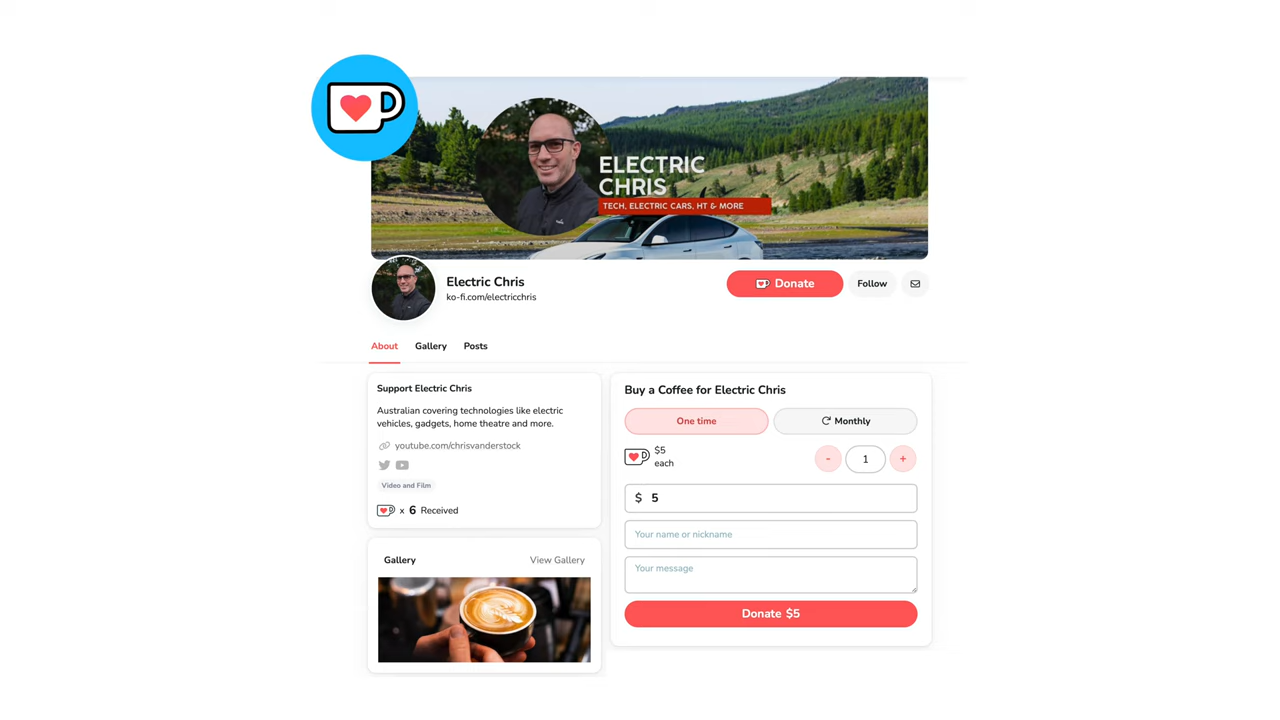 ELECTRIC
CHRIS
TECH, ELECTRIC CARS, HT & MORE
Electric Chris
ko-fi.com/electricchris
Donate
Follow
About
Gallery
Posts
Support Electric Chris
Australian covering technologies like electric
vehicles, gadgets, home theatre and more.
youtube.com/chrisvanderstock
Video and Film
x 6 Received
Gallery
View Gallery
Buy a Coffee for Electric Chris
One time
Monthly
$5
each
- 1 +
$ 5
Your name or nickname
Your message
Donate $5